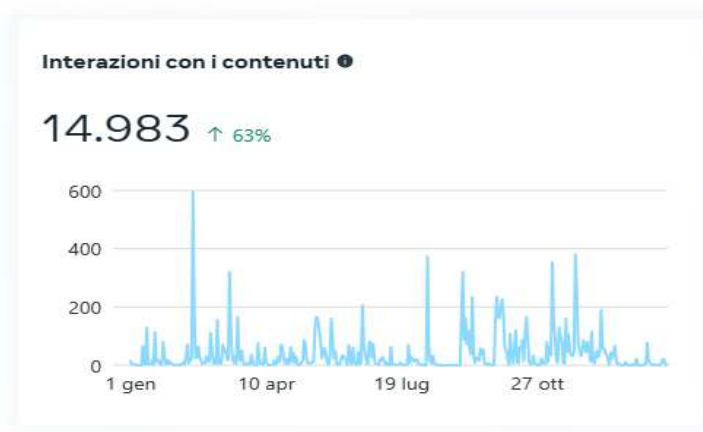 Interazioni con i contenuti
14.983 ↑ 63%
600
400
200
0
1 gen 10 apr 19 lug 27 ott